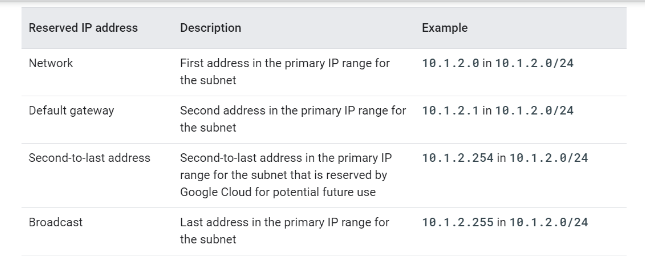 Reserved IP address Description Example
Network First address in the primary IP range for 10.1.2.0 in 10.1.2.0/24
the subnet
Default gateway Second address in the primary IP range for 10.1.2.1 in 10.1.2.0/24
the subnet
Second-to-last address Second-to-last address in the primary IP 10.1.2.254 in 10.1.2.0/24
range for the subnet that is reserved by
Google Cloud for potential future use
Broadcast Last address in the primary IP range for 10.1.2.255 in 10.1.2.0/24
the subnet